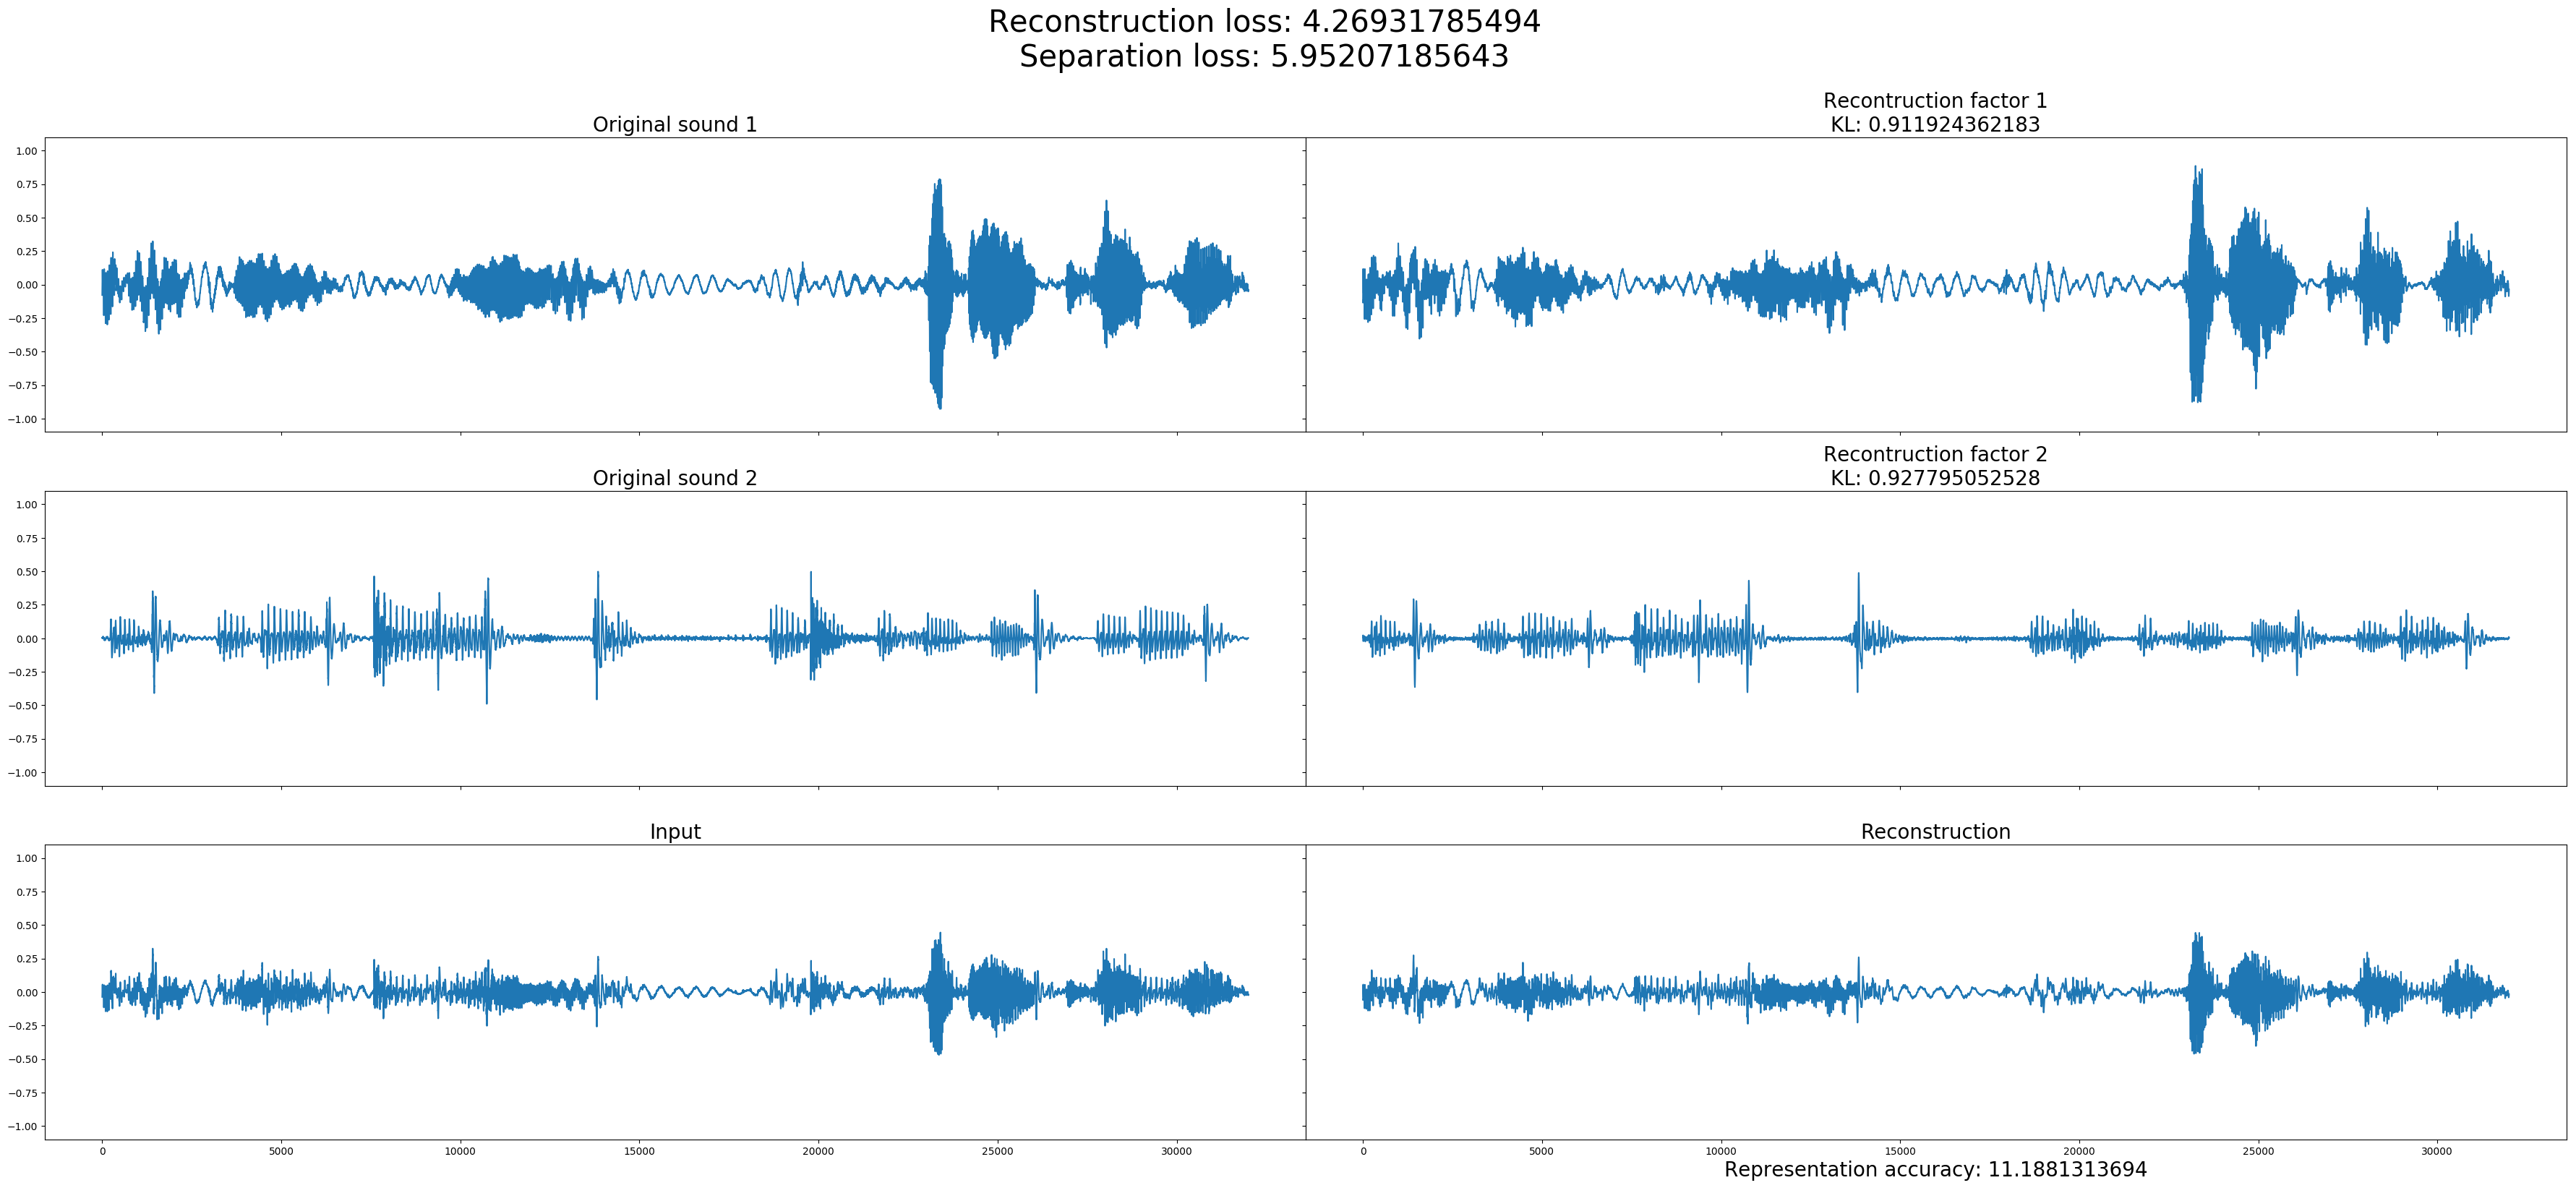 Reconstruction loss: 4.26931785494
Separation loss: 5.95207185643
Original sound 1
Recontruction factor 1
KL: 0.911924362183
1.00
0.75
0.50
0.25
0.00
−0.25
−0.50
−0.75
−1.00
0 5000 10000 15000 20000 25000 30000
0 5000 10000 15000 20000 25000 30000
Original sound 2
Recontruction factor 2
KL: 0.927795052528
1.00
0.75
0.50
0.25
0.00
−0.25
−0.50
−0.75
−1.00
Input
Reconstruction
1.00
0.75
0.50
0.25
0.00
−0.25
−0.50
−0.75
−1.00
Representation accuracy: 11.1881313694